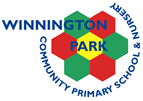 WINNINGTON
PARK
COMMUNITY PRIMARY SCHOOL & NURSERY